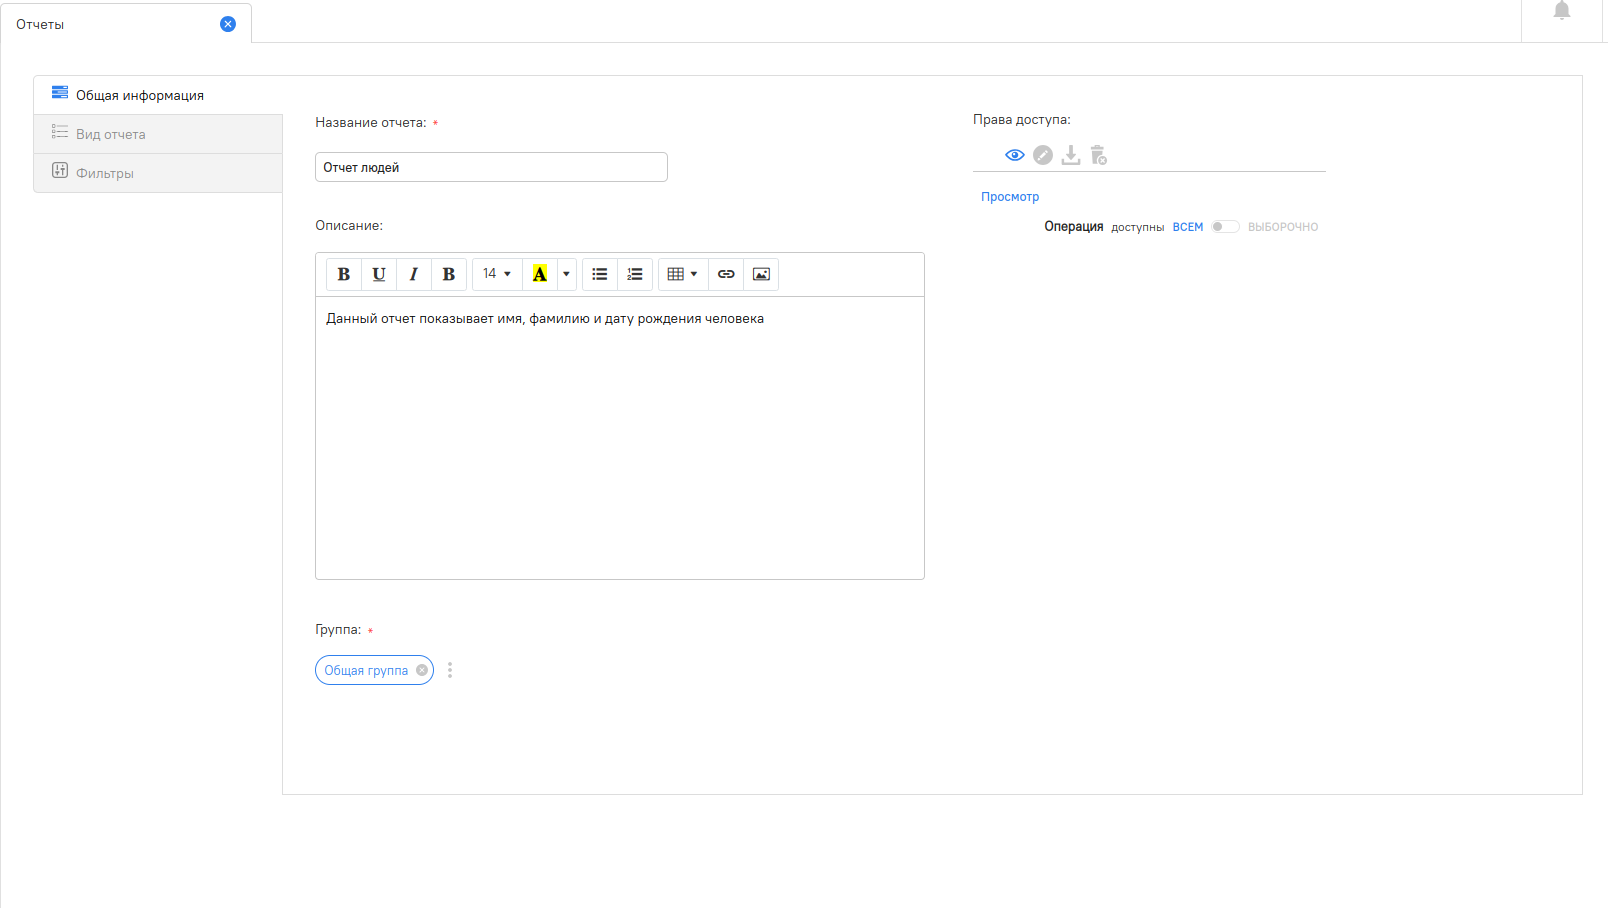 Отчеты
Общая информация
Вид отчета
Фильтры
Название отчета: *
Отчет людей
Описание:
B U I B 14 A
Данный отчет показывает имя, фамилию и дату рождения человека
Группа: *
Общая группа
Права доступа:
Просмотр
Операция доступны ВСЕМ ВЫБОРОЧНО